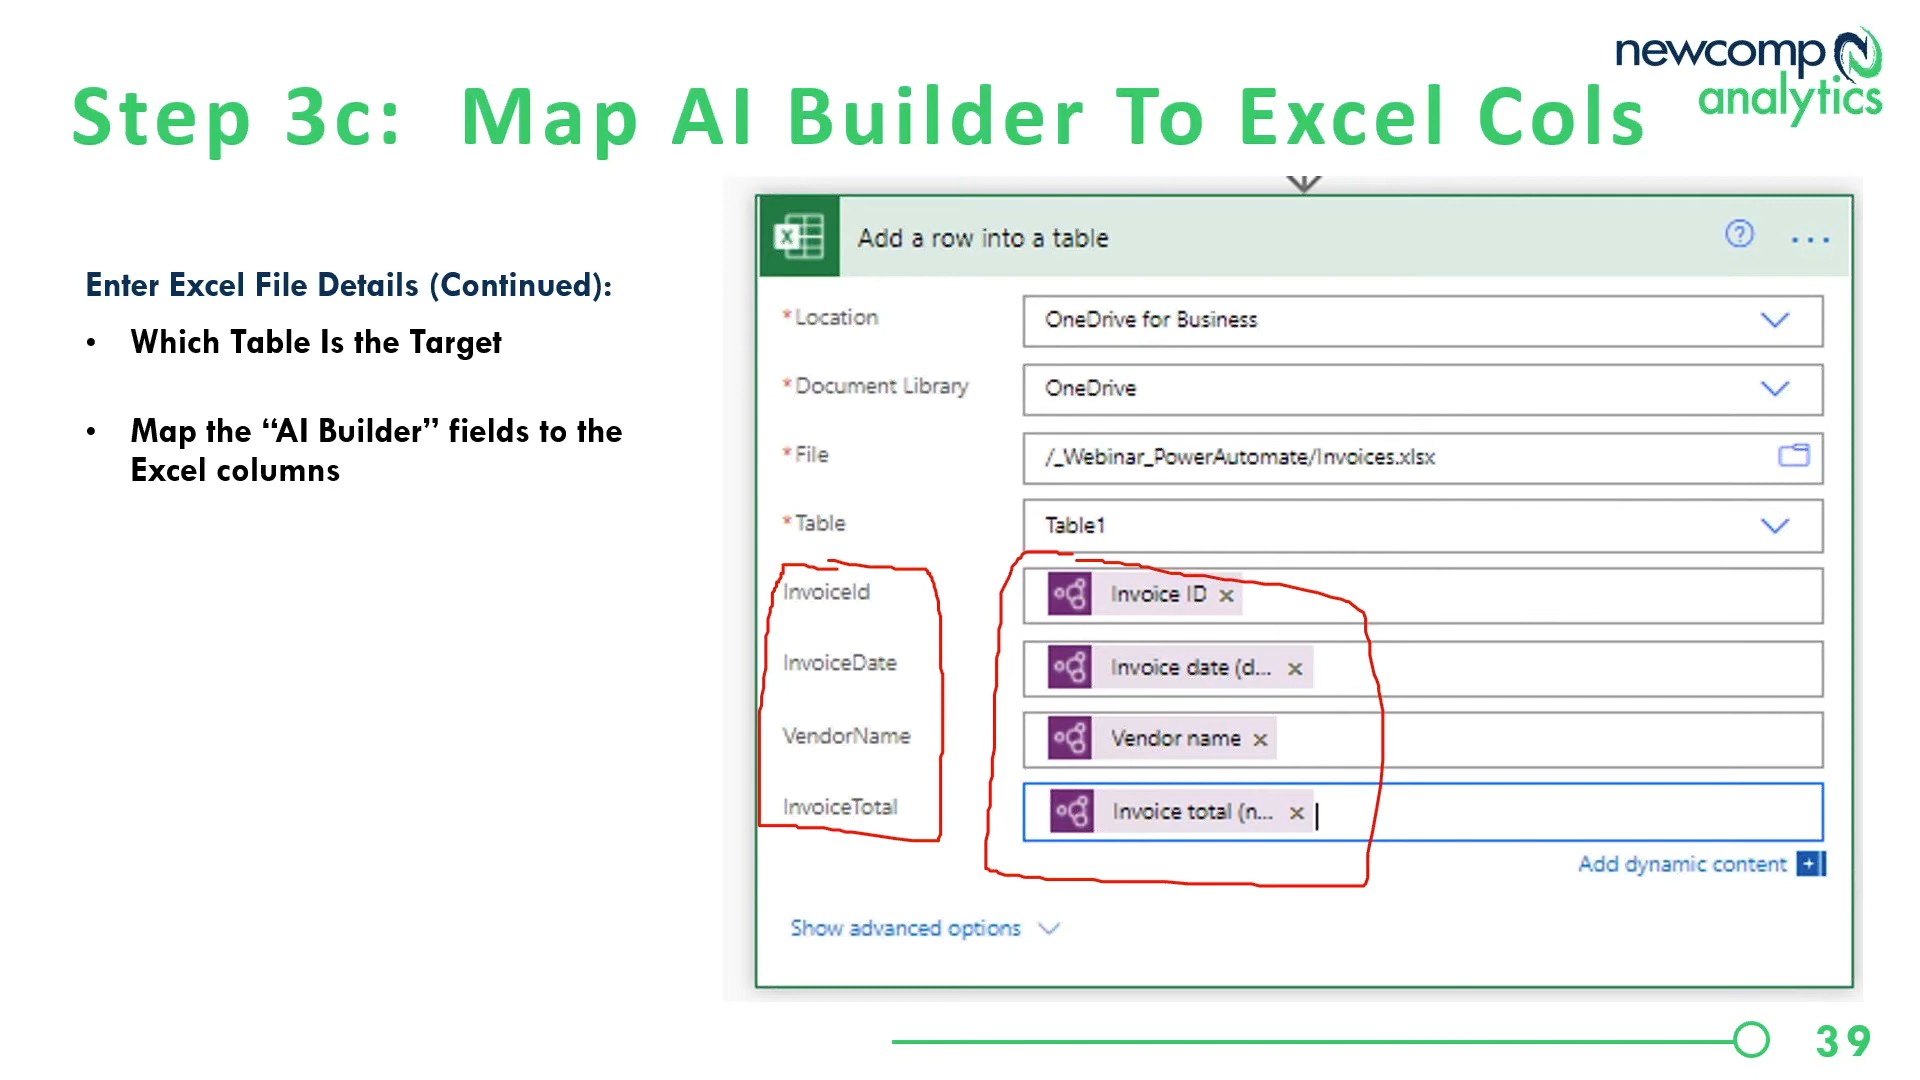 newcomp
analytics
Step 3c: Map AI Builder To Excel Cols
Enter Excel File Details (Continued):
• Which Table Is the Target
• Map the “AI Builder” fields to the
Excel columns
Add a row into a table
* Location
OneDrive for Business
* Document Library
OneDrive
* File
/_Webinar_PowerAutomate/Invoices.xlsx
* Table
Table1
InvoiceId
Invoice ID ×
InvoiceDate
Invoice date (d... ×
VendorName
Vendor name ×
InvoiceTotal
Invoice total (n... ×
Add dynamic content +
Show advanced options
39